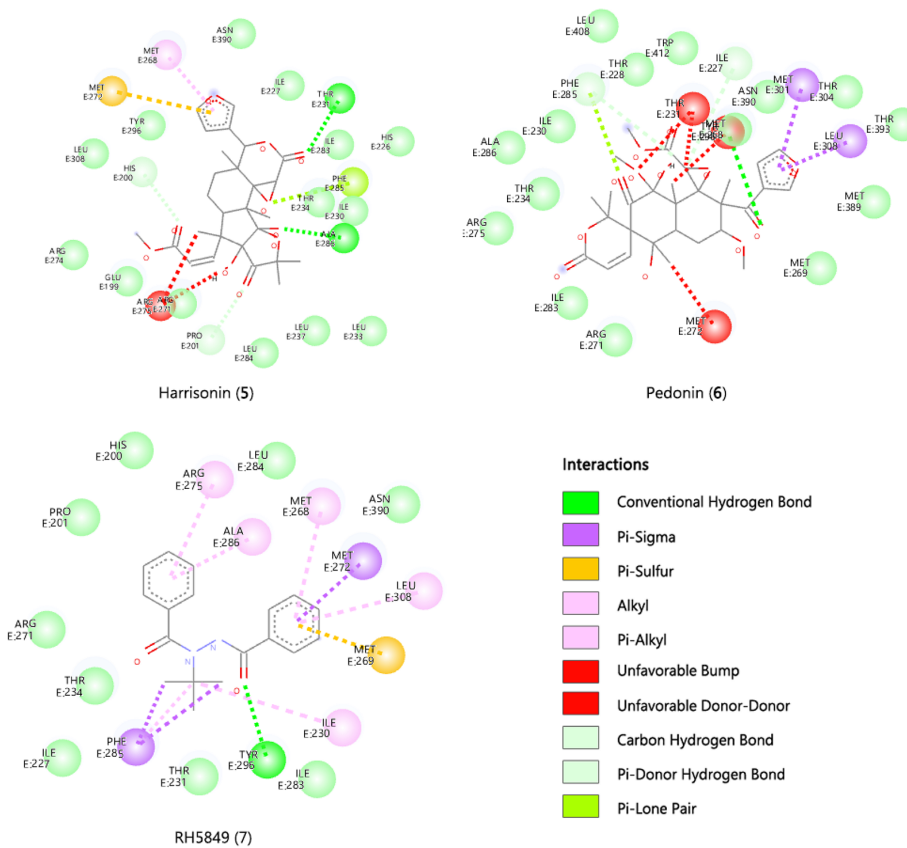 ASN
E:390
MET
E:268
MET
E:272
ILE
E:227
THR
E:231
TYR
E:296
HIS
E:226
ILE
E:283
LEU
E:308
HIS
E:200
PHE
E:285
THR
E:234
ILE
E:230
ALA
E:286
ARG
E:274
GLU
E:199
ARG
E:271
PRO
E:201
LEU
E:237
LEU
E:233
LEU
E:284
O
O
O
O
O
O
O
O
H
Harrisonin (5)
LEU
E:408
TRP
E:412
THR
E:228
ILE
E:227
PHE
E:285
MET
E:301
ASN
E:390
THR
E:304
THR
E:231
THR
E:393
ILE
E:230
LEU
E:308
ALA
E:286
THR
E:234
MET
E:389
ARG
E:275
MET
E:269
ILE
E:283
MET
E:272
ARG
E:271
O
O
O
O
O
O
O
H
Pedonin (6)
HIS
E:200
LEU
E:284
ARG
E:275
MET
E:268
ASN
E:390
PRO
E:201
ALA
E:286
MET
E:272
LEU
E:308
ARG
E:271
MET
E:269
THR
E:234
O
N
N
O
ILE
E:230
PHE
E:285
TYR
E:296
ILE
E:227
THR
E:231
ILE
E:283
RH5849 (7)
Interactions
Conventional Hydrogen Bond
Pi-Sigma
Pi-Sulfur
Alkyl
Pi-Alkyl
Unfavorable Bump
Unfavorable Donor-Donor
Carbon Hydrogen Bond
Pi-Donor Hydrogen Bond
Pi-Lone Pair